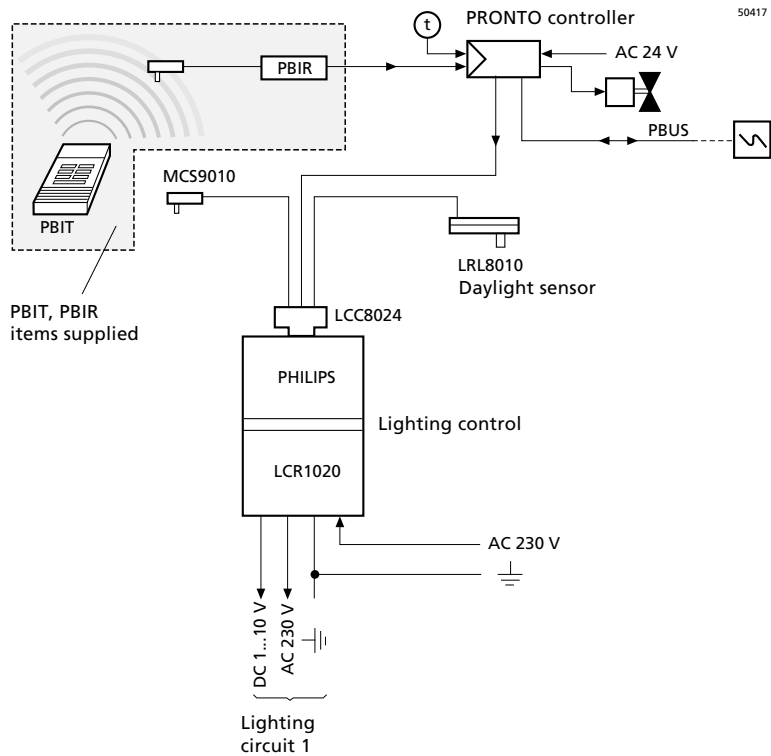 50417
t
PRONTO controller
AC 24 V
PBIR
PBUS
PBIT
MCS9010
LRL8010
Daylight sensor
PBIT, PBIR
items supplied
LCC8024
PHILIPS
Lighting control
LCR1020
AC 230 V
DC 1...10 V
AC 230 V
Lighting
circuit 1